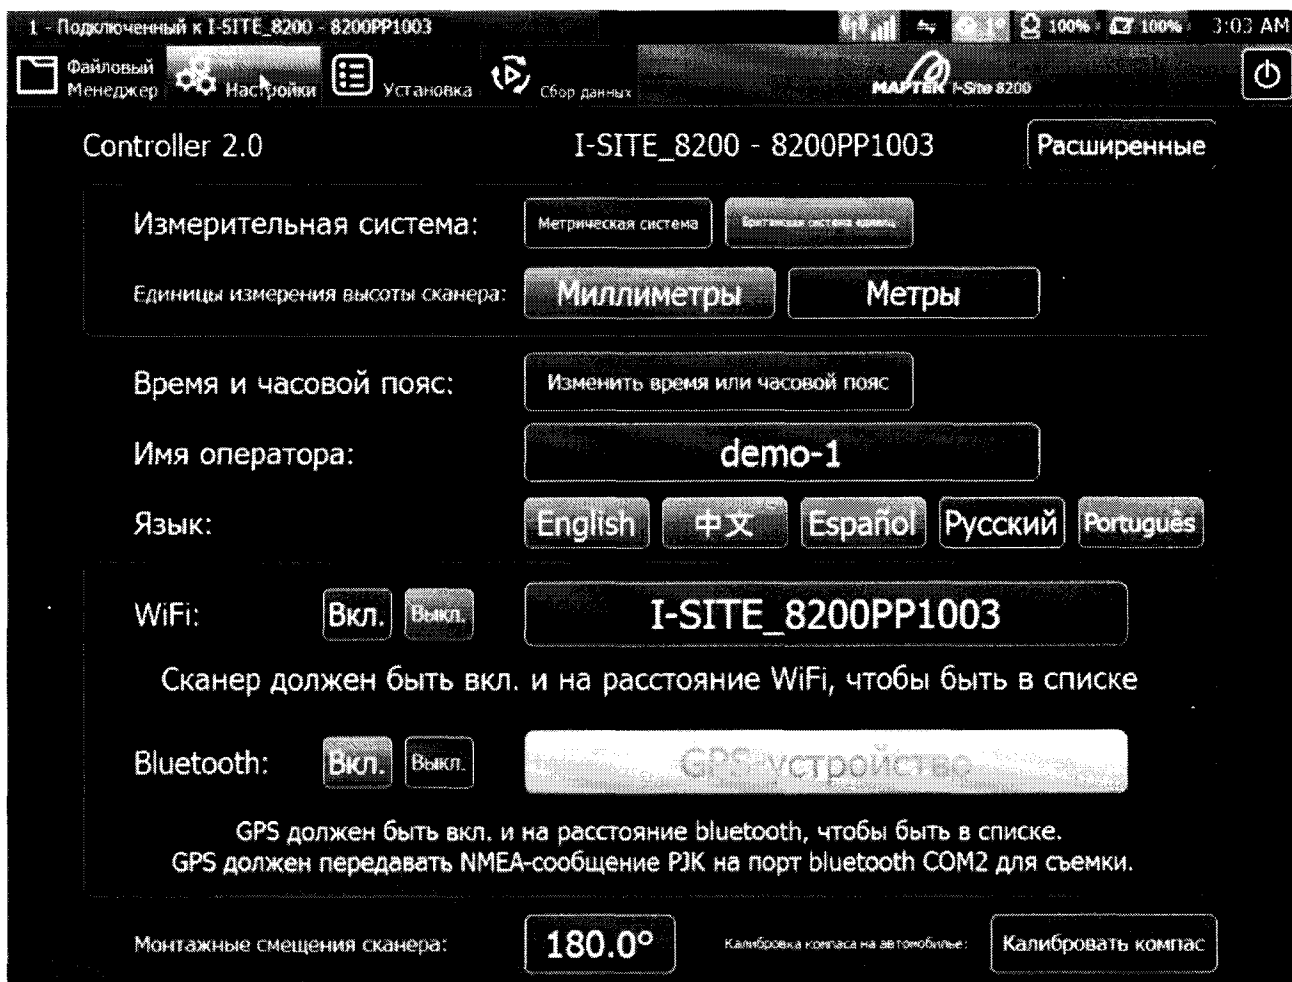 1 - Подключенный к I-SITE_8200 - 8200PP1003 1° 100% 100% 3:03 AM
Файловый Менеджер Настройки Установка Сбор данных MAPTEK I-Site 8200
Controller 2.0 I-SITE_8200 - 8200PP1003 Расширенные
Измерительная система: Метрическая система Британская система единиц
Единицы измерения высоты сканера: Миллиметры Метры
Время и часовой пояс: Изменить время или часовой пояс
Имя оператора: demo-1
Язык: English 中文 Español Русский Português
WiFi: Вкл. Выкл. I-SITE_8200PP1003
Сканер должен быть вкл. и на расстояние WiFi, чтобы быть в списке
Bluetooth: Вкл. Выкл. GPS-устройство
GPS должен быть вкл. и на расстояние bluetooth, чтобы быть в списке.
GPS должен передавать NMEA-сообщение PJK на порт bluetooth COM2 для съемки.
Монтажные смещения сканера: 180.0° Калибровка компаса на автомобилье: Калибровать компас